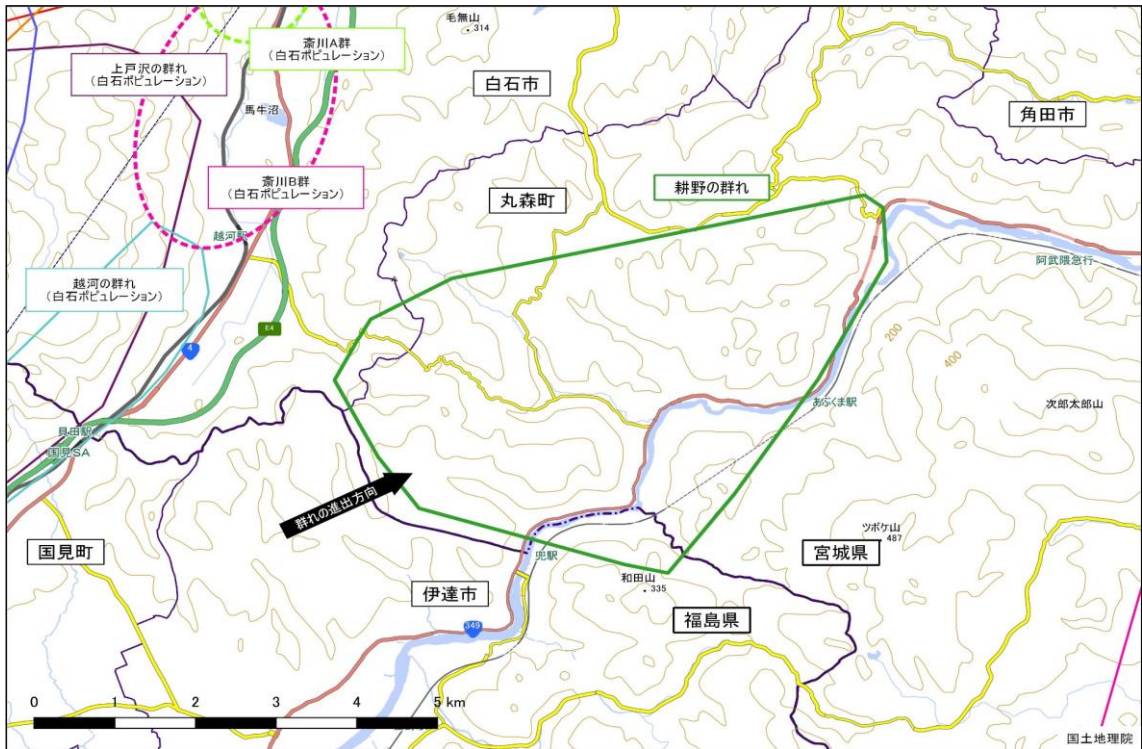 毛無山
314
斎川A群
(白石ポピュレーション)
上戸沢の群れ
(白石ポピュレーション)
白石市
馬牛沼
角田市
斎川B群
(白石ポピュレーション)
丸森町
耕野の群れ
越河駅
阿武隈急行
越河の群れ
(白石ポピュレーション)
E4
4
200
400
あぶくま駅
次郎太郎山
貝田駅
国見SA
群れの進出方向
ツボケ山
487
国見町
宮城県
兜駅
和田山
335
伊達市
福島県
349
0 1 2 3 4 5 km
国土地理院